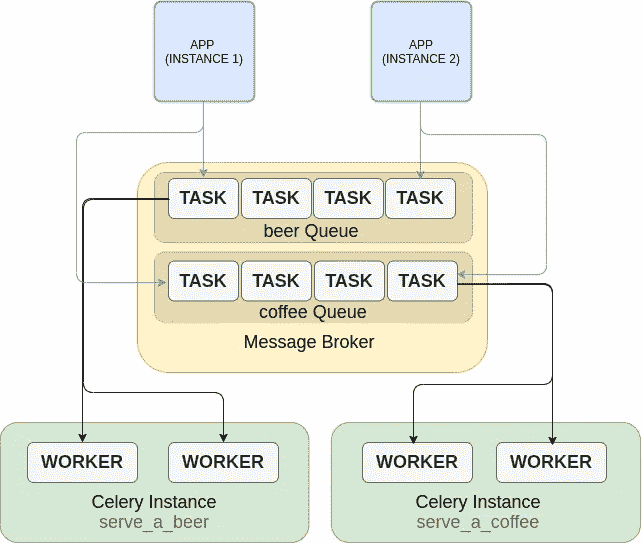 APP
(INSTANCE 1)
APP
(INSTANCE 2)
TASK TASK TASK TASK
beer Queue
TASK TASK TASK TASK
coffee Queue
Message Broker
WORKER WORKER
Celery Instance
serve_a_beer
WORKER WORKER
Celery Instance
serve_a_coffee